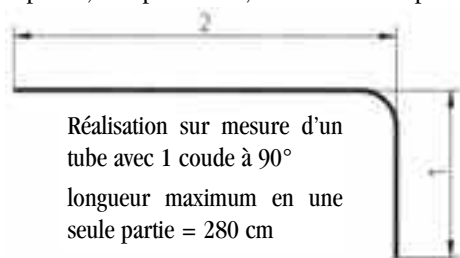 2
Réalisation sur mesure d'un
tube avec 1 coude à 90°
1
longueur maximum en une
seule partie = 280 cm